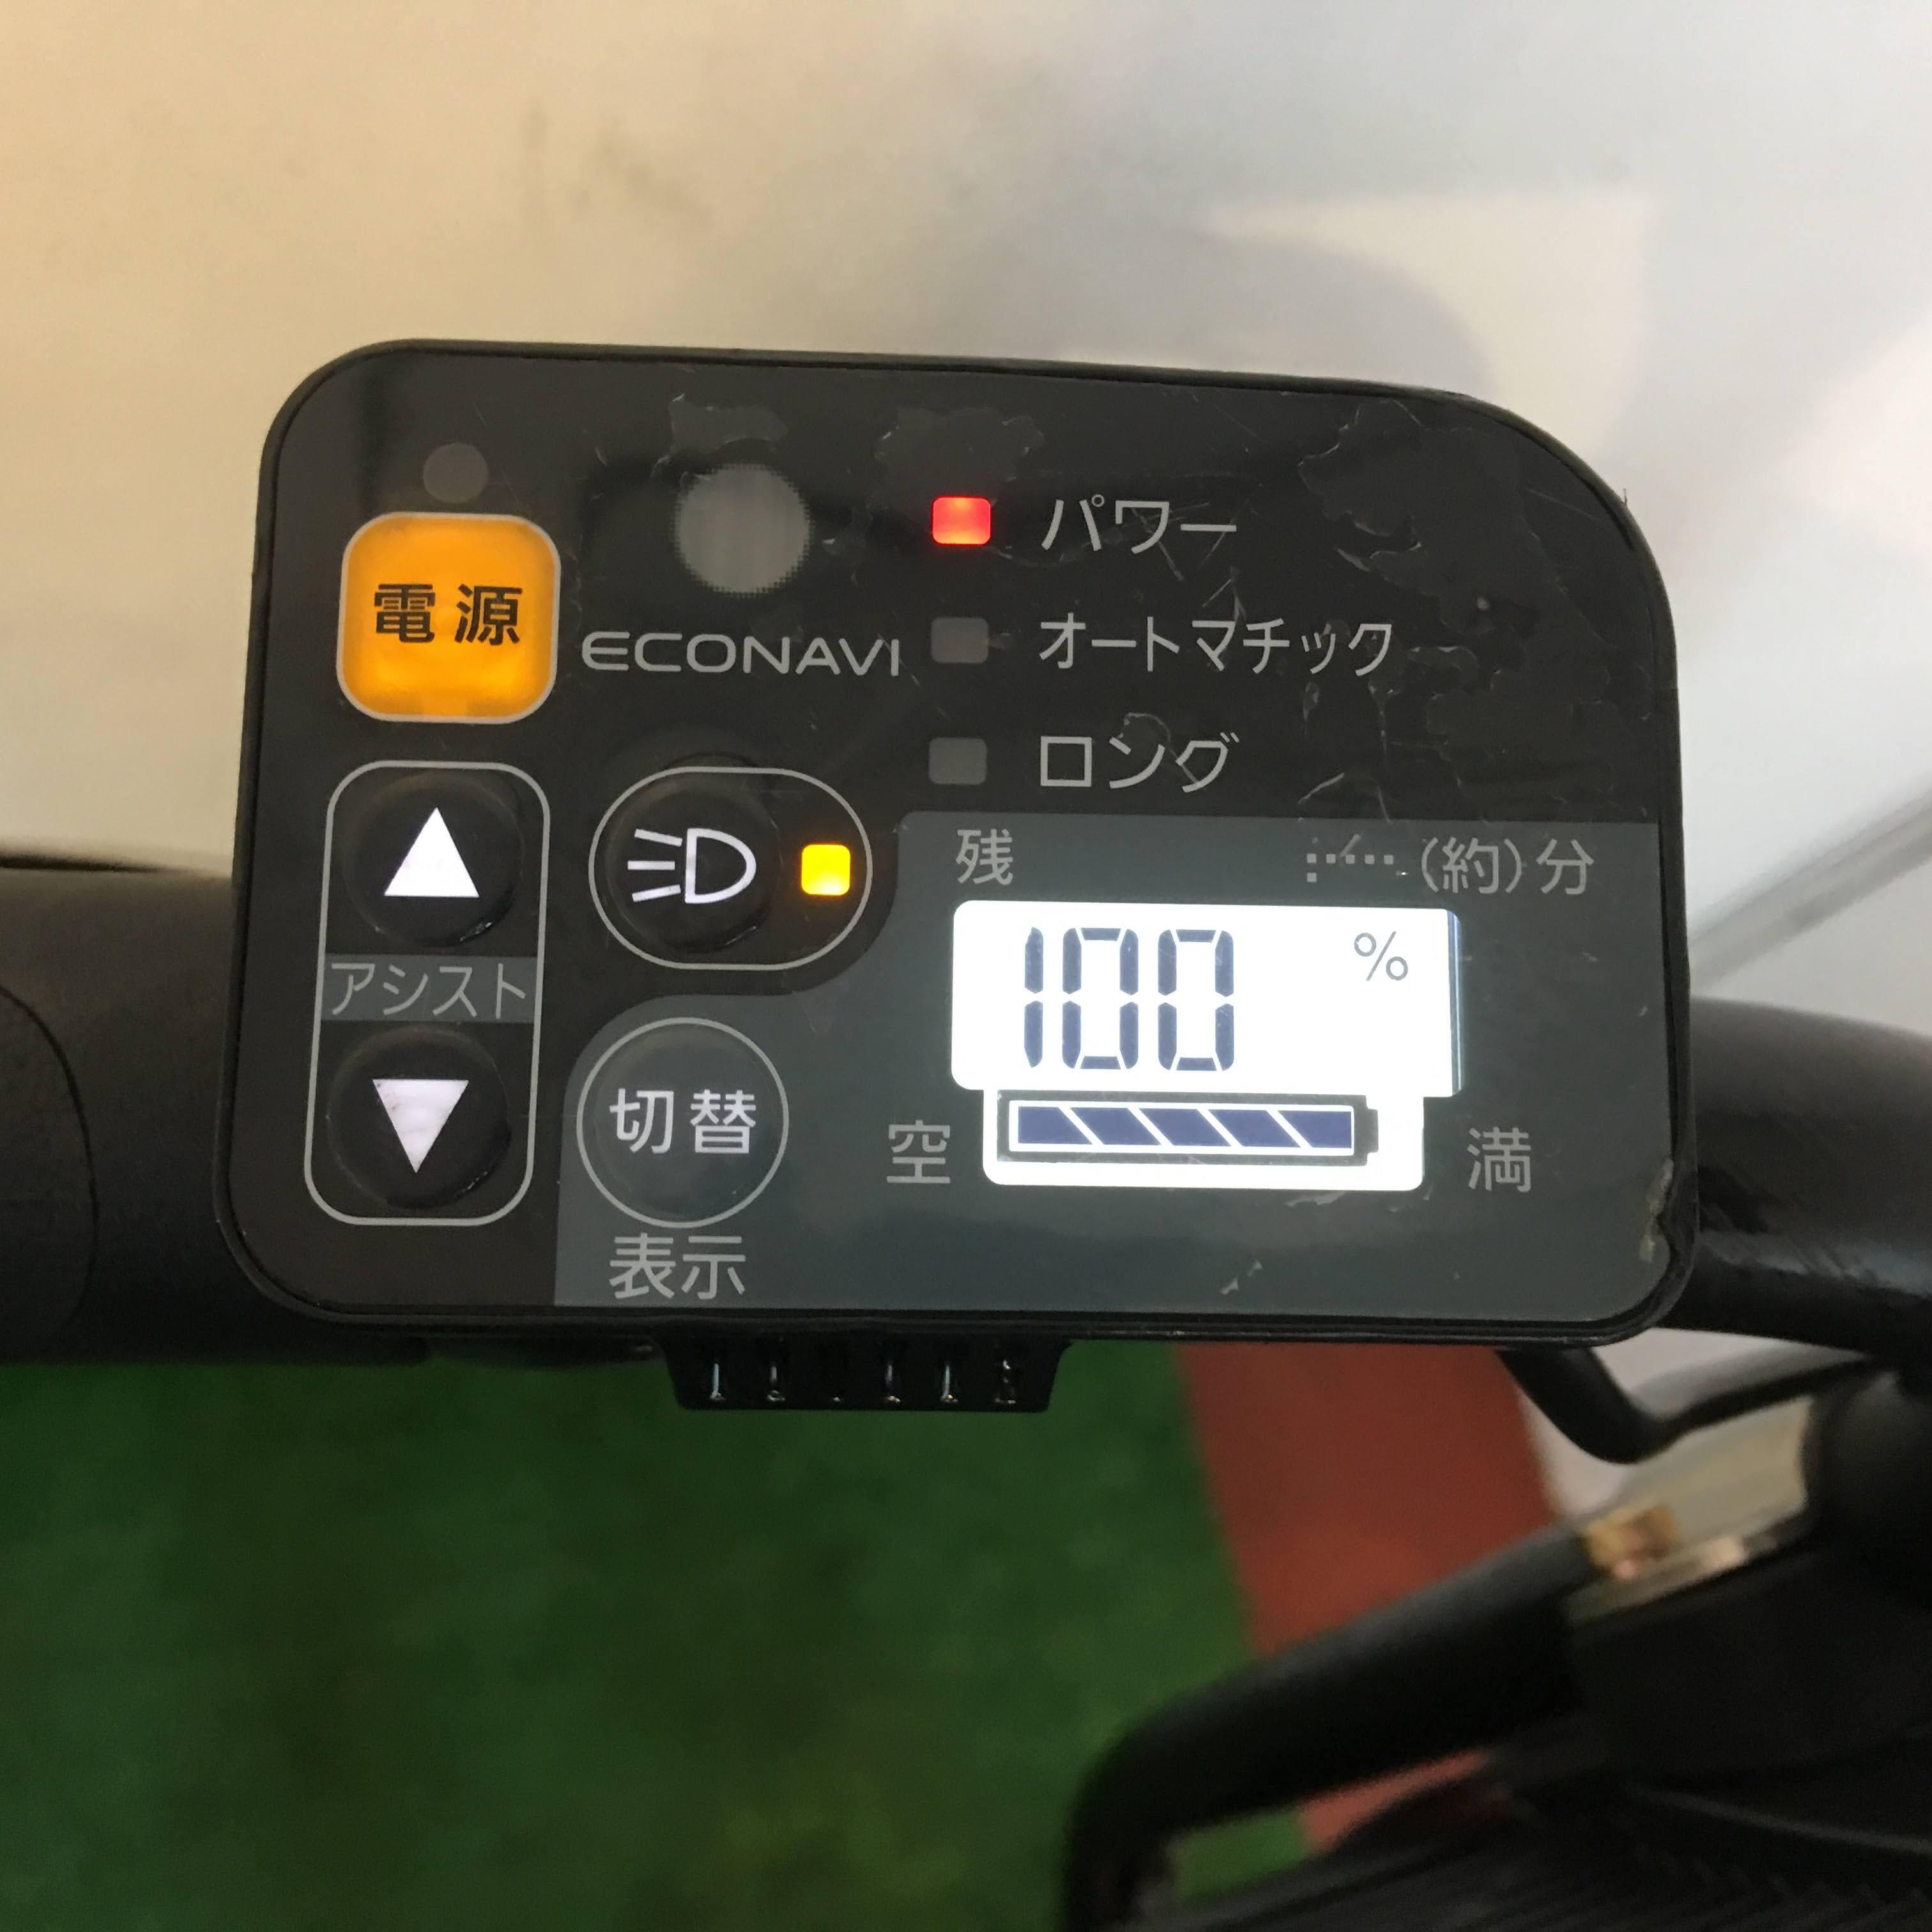 パワー
電源
ECONAVI
オートマチック
ロング
残
(約)分
100 %
アシスト
切替
空
満
表示